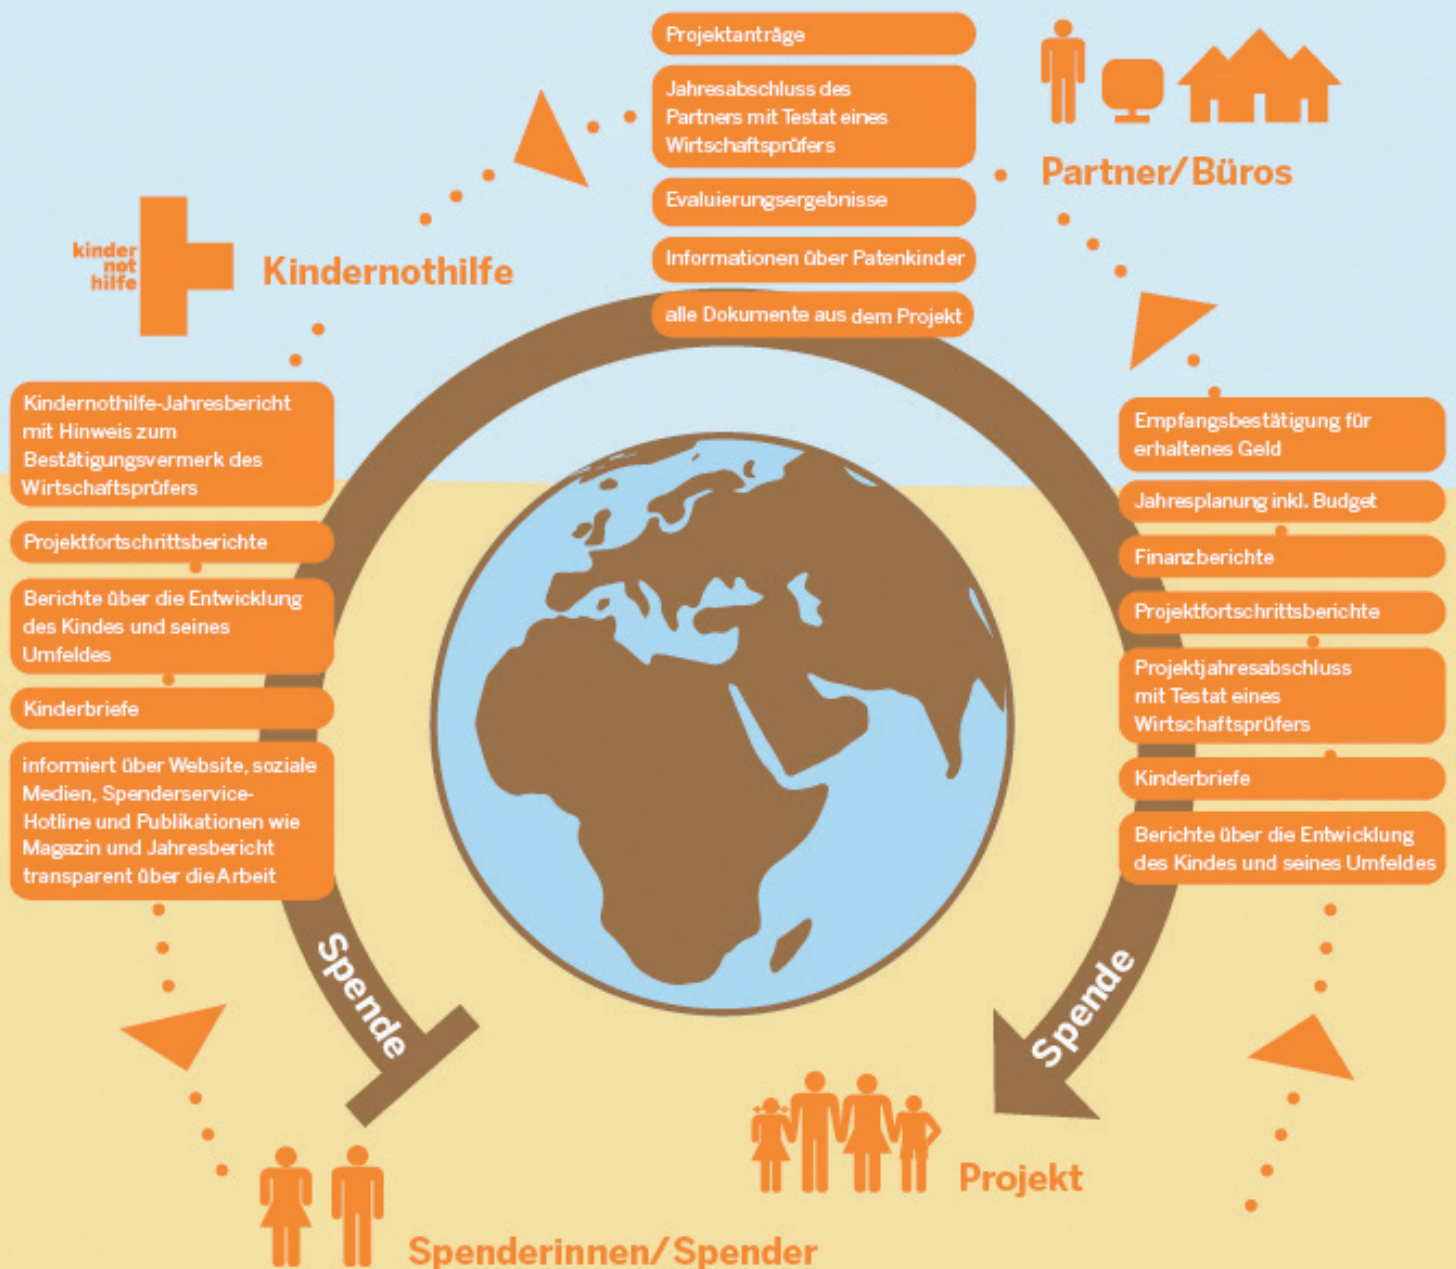 Projektanträge
Jahresabschluss des
Partners mit Testat eines
Wirtschaftsprüfers
Evaluierungsergebnisse
Informationen über Patenkinder
alle Dokumente aus dem Projekt
Partner/Büros
kinder
not
hilfe
Kindernothilfe
Kindernothilfe-Jahresbericht
mit Hinweis zum
Bestätigungsvermerk des
Wirtschaftsprüfers
Projektfortschrittsberichte
Berichte über die Entwicklung
des Kindes und seines
Umfeldes
Kinderbriefe
informiert über Website, soziale
Medien, Spenderservice-
Hotline und Publikationen wie
Magazin und Jahresbericht
transparent über die Arbeit
Empfangsbestätigung für
erhaltenes Geld
Jahresplanung inkl. Budget
Finanzberichte
Projektfortschrittsberichte
Projektjahresabschluss
mit Testat eines
Wirtschaftsprüfers
Kinderbriefe
Berichte über die Entwicklung
des Kindes und seines Umfeldes
Spende
Spende
Projekt
Spenderinnen/Spender